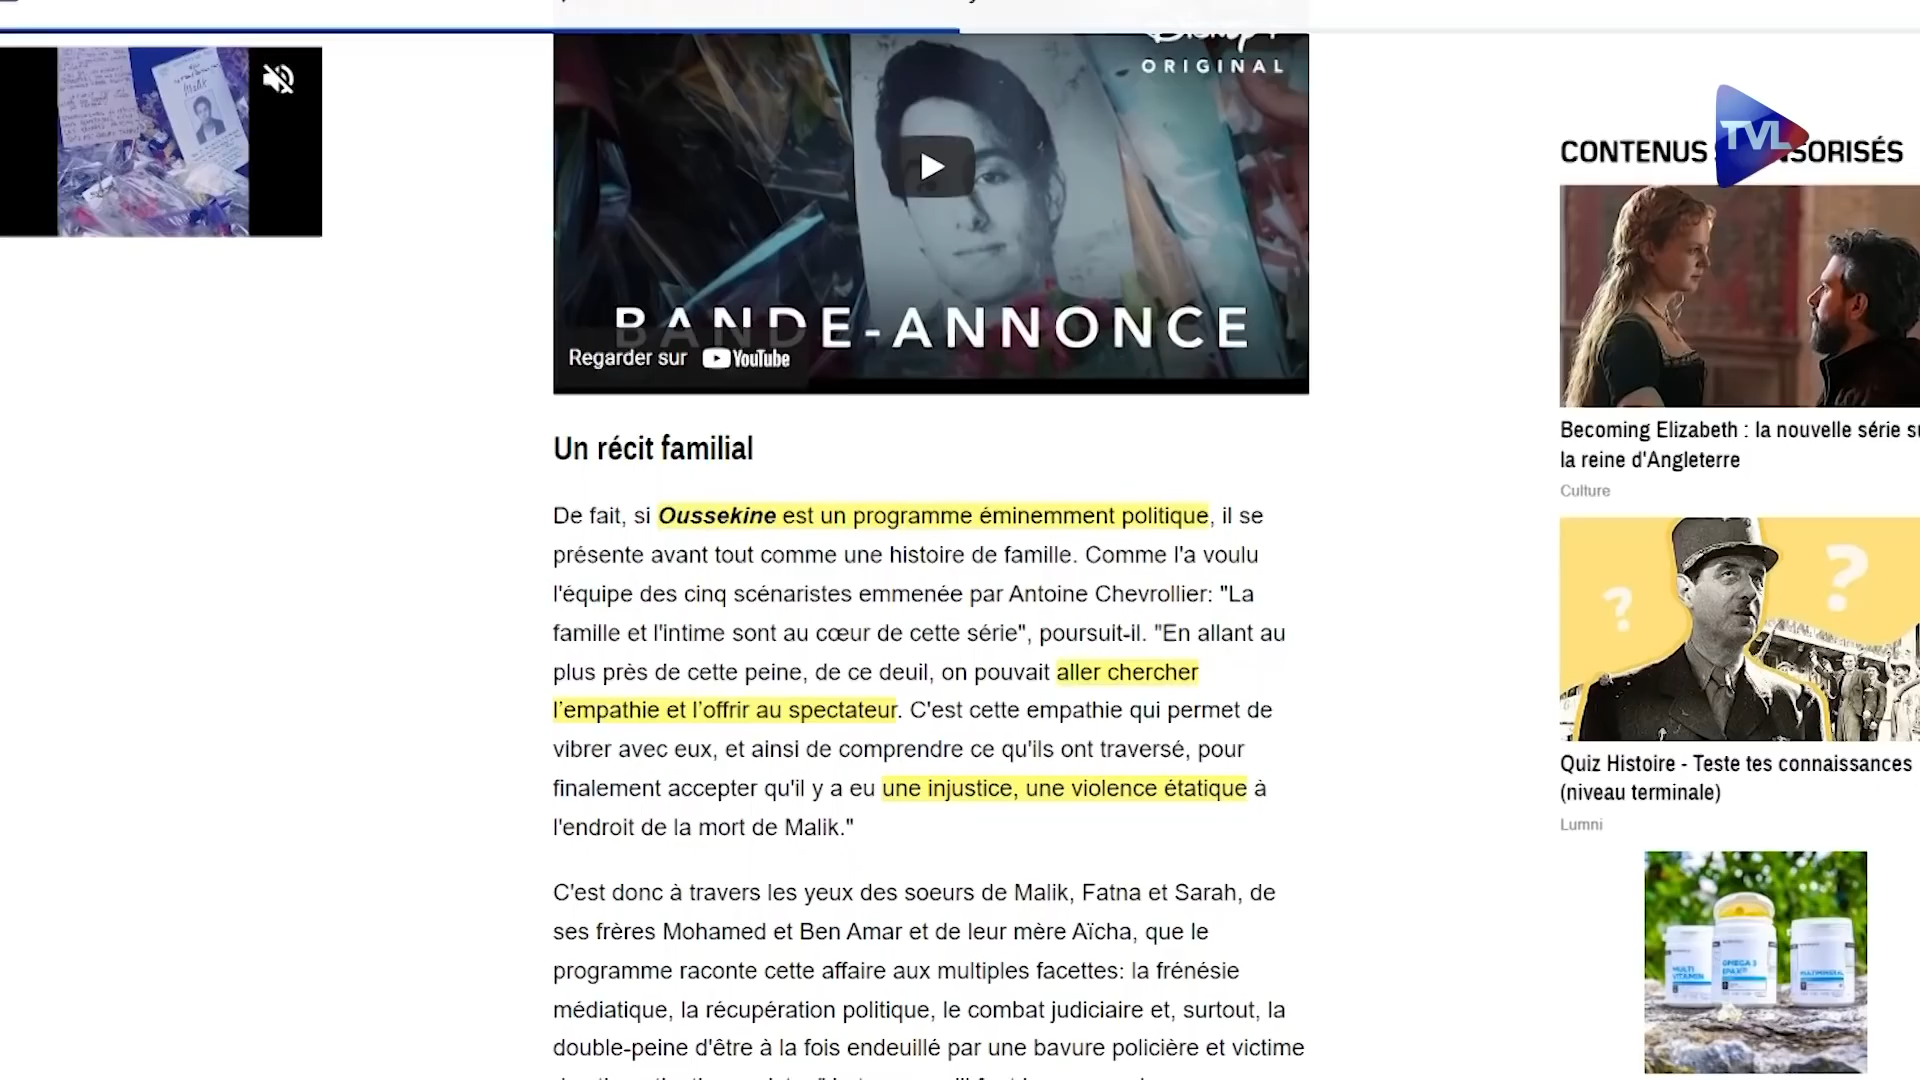 ORIGINAL
BANDE-ANNONCE
Regarder sur YouTube
TVL
CONTENUS
Un récit familial
De fait, si Oussekine est un programme éminemment politique, il se
présente avant tout comme une histoire de famille. Comme l'a voulu
l'équipe des cinq scénaristes emmenée par Antoine Chevrollier: "La
famille et l'intime sont au cœur de cette série", poursuit-il. "En allant au
plus près de cette peine, de ce deuil, on pouvait aller chercher
l’empathie et l’offrir au spectateur. C'est cette empathie qui permet de
vibrer avec eux, et ainsi de comprendre ce qu'ils ont traversé, pour
finalement accepter qu'il y a eu une injustice, une violence étatique à
l'endroit de la mort de Malik."
C'est donc à travers les yeux des soeurs de Malik, Fatna et Sarah, de
ses frères Mohamed et Ben Amar et de leur mère Aïcha, que le
programme raconte cette affaire aux multiples facettes: la frénésie
médiatique, la récupération politique, le combat judiciaire et, surtout, la
double-peine d'être à la fois endeuillé par une bavure policière et victime
Becoming Elizabeth : la nouvelle série
la reine d'Angleterre
Culture
? ?
Quiz Histoire - Teste tes connaissances
(niveau terminale)
Lumni
MULTI
VITAMIN
OMEGA 3